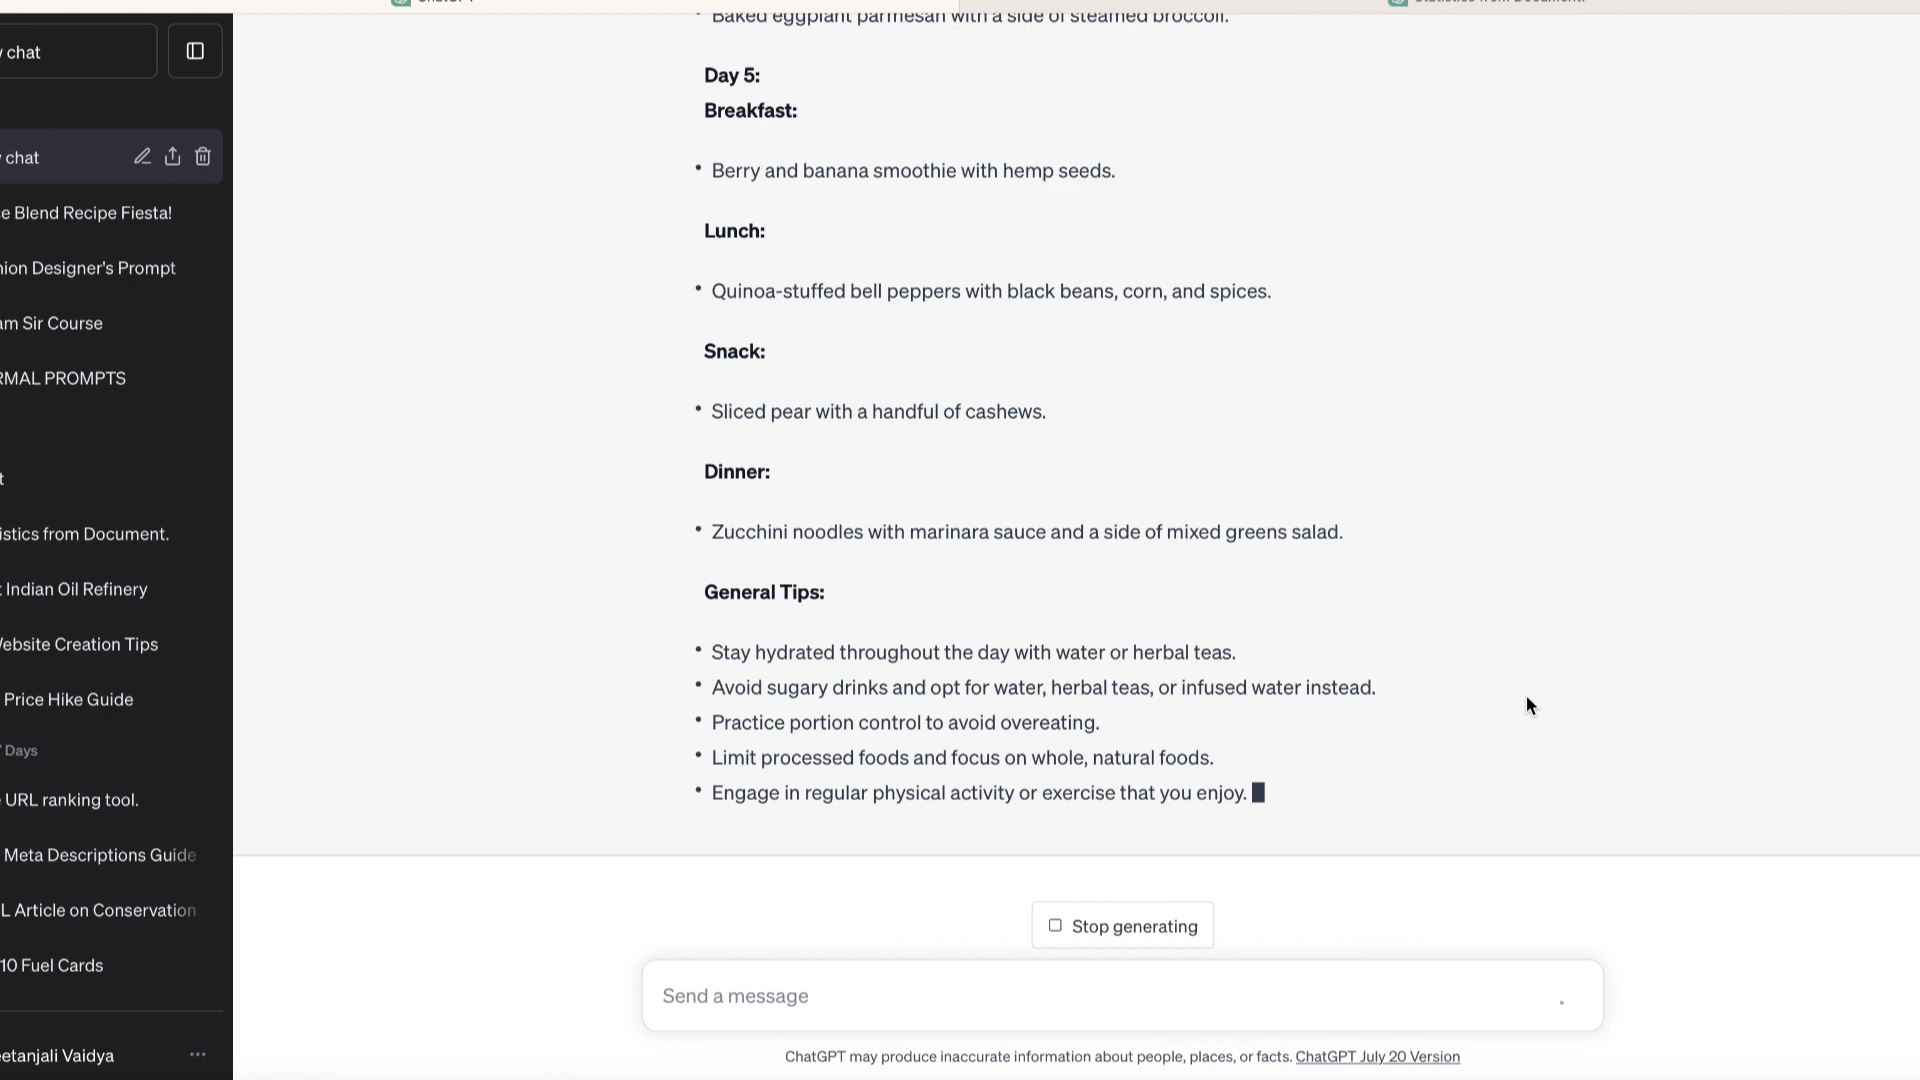 chat
chat
e Blend Recipe Fiesta!
nion Designer's Prompt
am Sir Course
RMAL PROMPTS
t
istics from Document.
Indian Oil Refinery
Website Creation Tips
Price Hike Guide
7 Days
URL ranking tool.
Meta Descriptions Guide
L Article on Conservation
10 Fuel Cards
eetanjali Vaidya
ChatGPT
Statistics from Document.
• Baked eggplant parmesan with a side of steamed broccoli.
Day 5:
Breakfast:
• Berry and banana smoothie with hemp seeds.
Lunch:
• Quinoa-stuffed bell peppers with black beans, corn, and spices.
Snack:
• Sliced pear with a handful of cashews.
Dinner:
• Zucchini noodles with marinara sauce and a side of mixed greens salad.
General Tips:
• Stay hydrated throughout the day with water or herbal teas.
• Avoid sugary drinks and opt for water, herbal teas, or infused water instead.
• Practice portion control to avoid overeating.
• Limit processed foods and focus on whole, natural foods.
• Engage in regular physical activity or exercise that you enjoy.
Stop generating
Send a message
ChatGPT may produce inaccurate information about people, places, or facts. ChatGPT July 20 Version